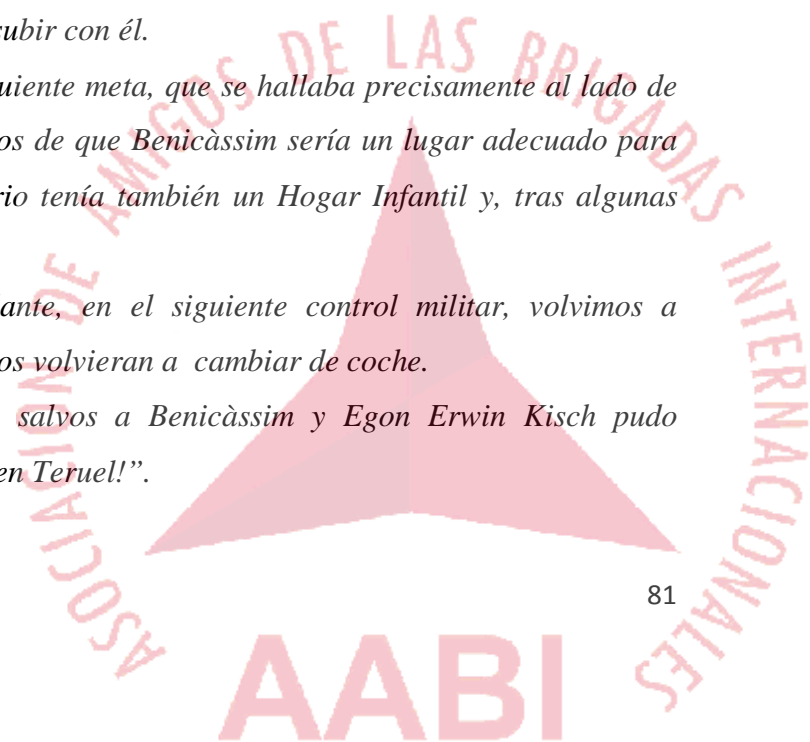 subir con él.
uiente meta, que se hallaba precisamente al lado de
os de que Benicàssim sería un lugar adecuado para
rio tenía también un Hogar Infantil y, tras algunas
ante, en el siguiente control militar, volvimos a
os volvieran a cambiar de coche.
salvos a Benicàssim y Egon Erwin Kisch pudo
en Teruel!”.
81
ASOCIACION DE AMIGOS DE LAS BRIGADAS INTERNACIONALES
AABI